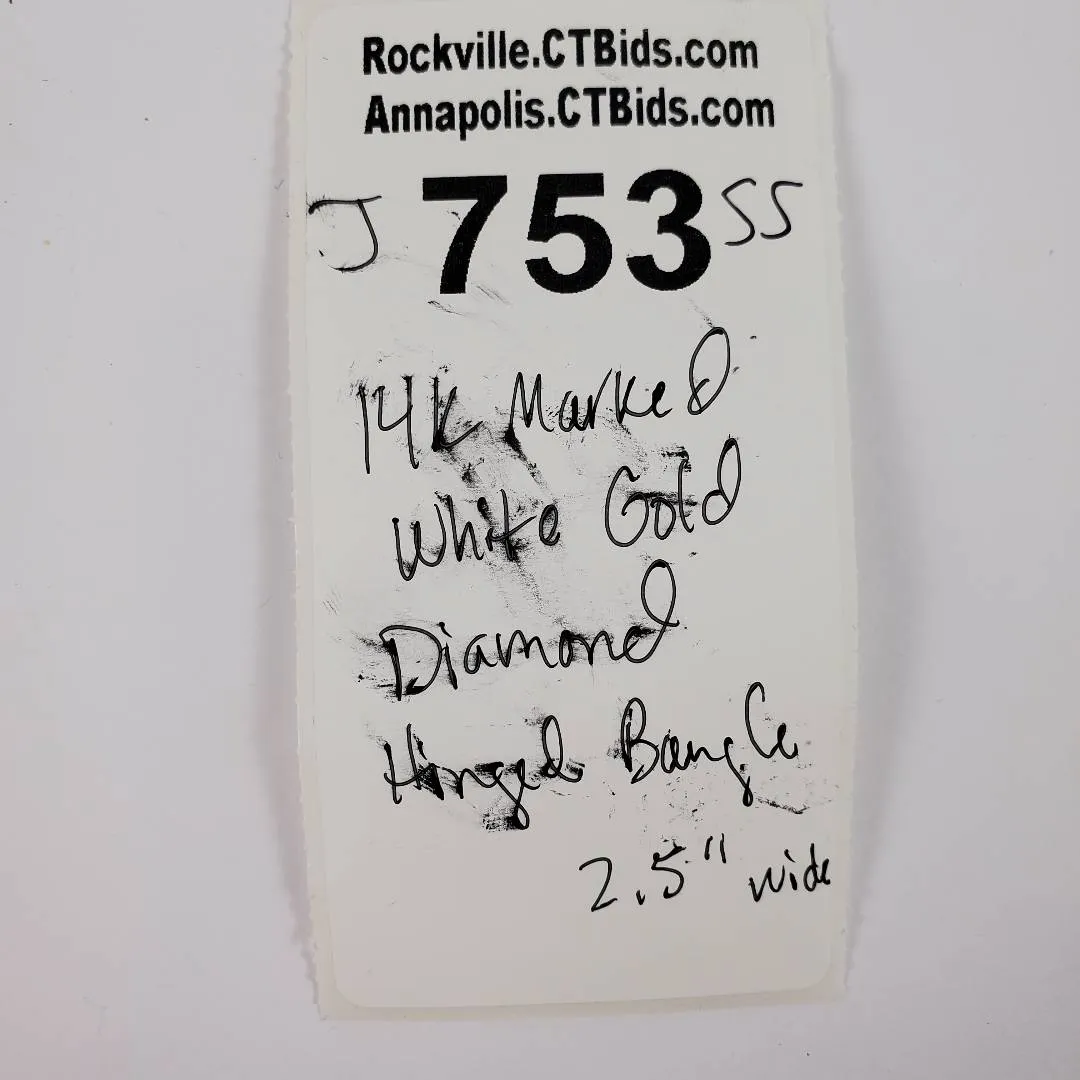 Rockville.CTBids.com
Annapolis.CTBids.com
J 753 SS
14K Marked
White Gold
Diamond
Hinged Bangle
2.5" wide